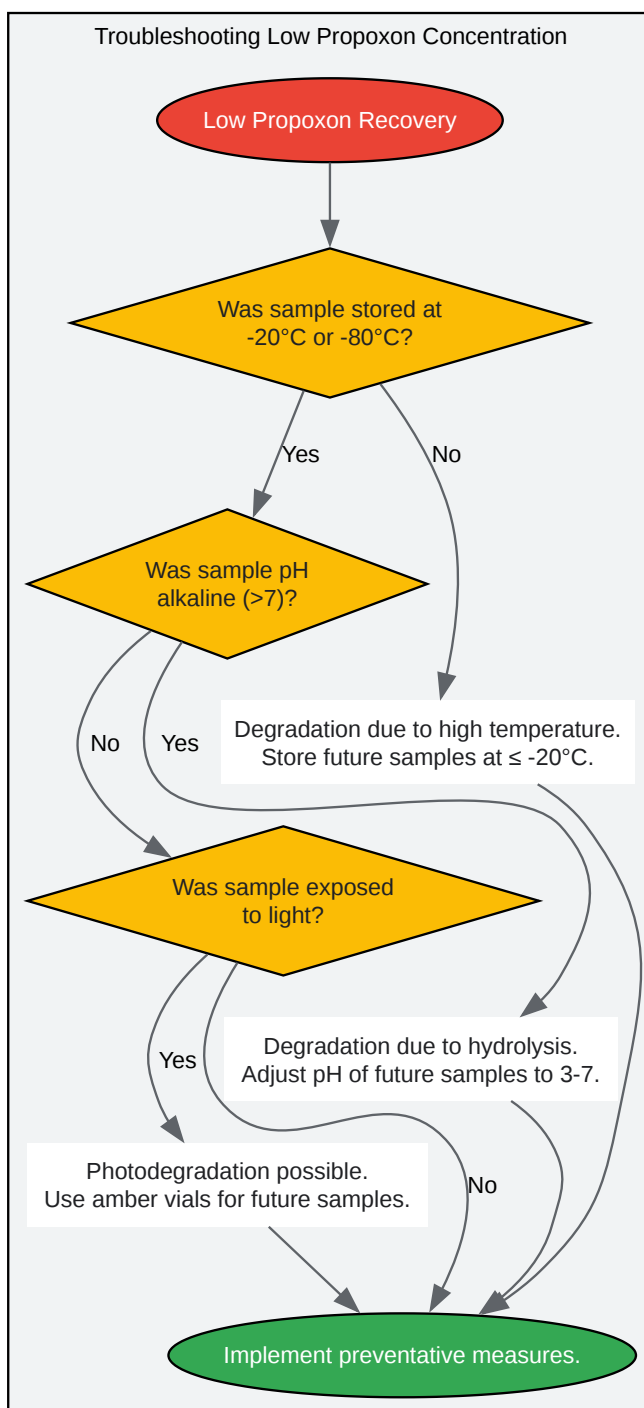 Troubleshooting Low Propoxon Concentration
Low Propoxon Recovery
Was sample stored at
-20°C or -80°C?
Yes
No
Was sample pH
alkaline (>7)?
Degradation due to high temperature.
Store future samples at ≤ -20°C.
No
Yes
Was sample exposed
to light?
Degradation due to hydrolysis.
Adjust pH of future samples to 3-7.
Yes
Photodegradation possible.
Use amber vials for future samples.
No
Implement preventative measures.